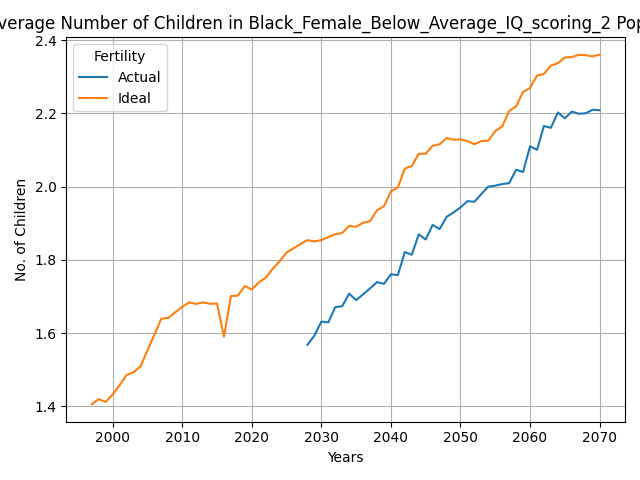 verage Number of Children in Black_Female_Below_Average_IQ_scoring_2 Pop
Fertility
Actual
Ideal
No. of Children
2.4
2.2
2.0
1.8
1.6
1.4
2000 2010 2020 2030 2040 2050 2060 2070
Years